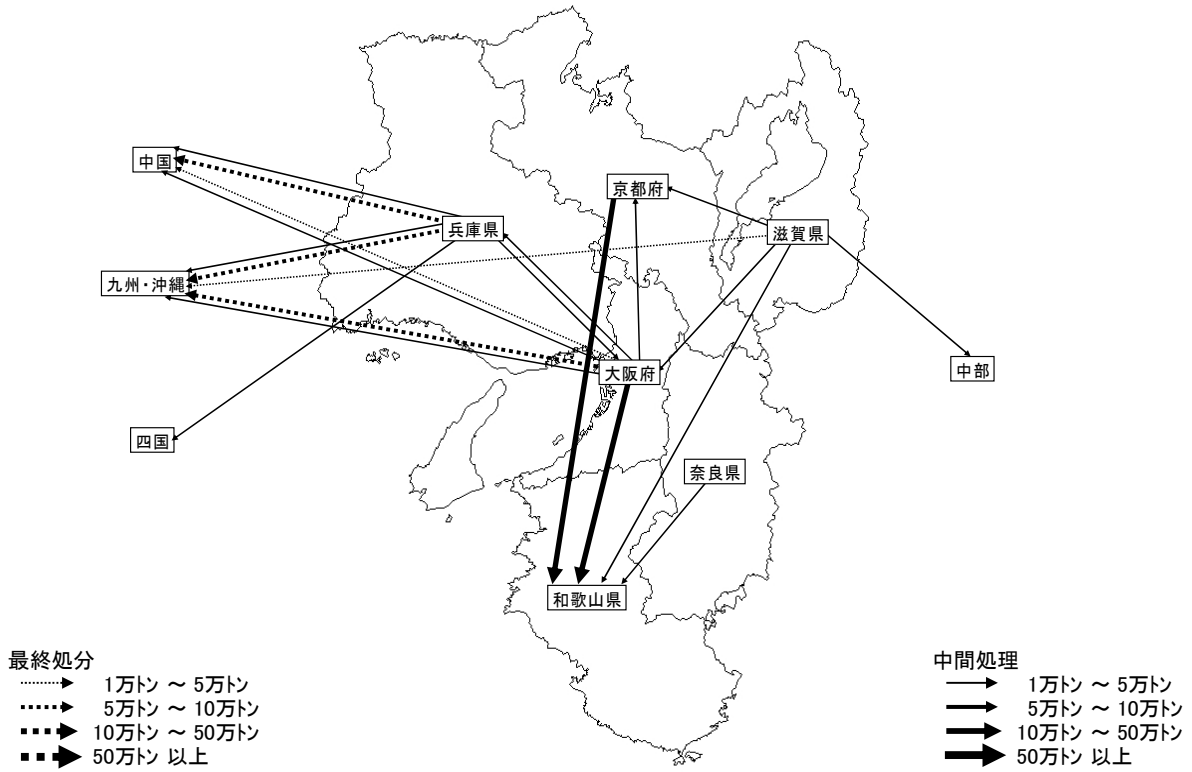 中国
京都府
兵庫県
滋賀県
九州・沖縄
大阪府
中部
四国
奈良県
和歌山県
最終処分
1万トン ～ 5万トン
5万トン ～ 10万トン
10万トン ～ 50万トン
50万トン 以上
中間処理
1万トン ～ 5万トン
5万トン ～ 10万トン
10万トン ～ 50万トン
50万トン 以上